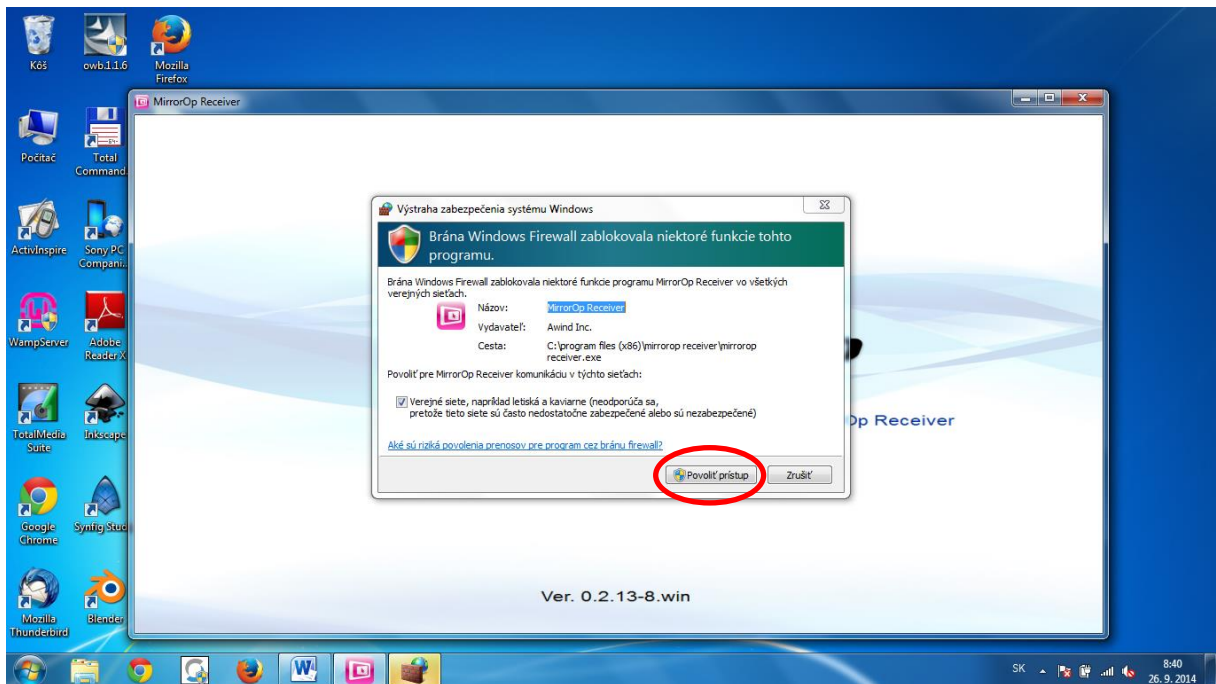 Kôš
owb.1.1.6
Mozilla
Firefox
MirrorOp Receiver
Počítač
Total
Command
ActivInspire
Sony PC
Compani...
WampServer
Adobe
Reader X
TotalMedia
Suite
Inkscape
Google
Chrome
Synfig Stud
Mozilla
Thunderbird
Blender
Výstraha zabezpečenia systému Windows
Brána Windows Firewall zablokovala niektoré funkcie tohto
programu.
Brána Windows Firewall zablokovala niektoré funkcie programu MirrorOp Receiver vo všetkých
verejných sieťach.
Názov: MirrorOp Receiver
Vydavateľ: Awind Inc.
Cesta: C:\program files (x86)\mirrorop receiver\mirrorop
receiver.exe
Povoliť pre MirrorOp Receiver komunikáciu v týchto sieťach:
Verejné siete, napríklad letiská a kaviarne (neodporúča sa,
pretože tieto siete sú často nedostatočne zabezpečené alebo sú nezabezpečené)
Aké sú riziká povolenia prenosov pre program cez bránu firewall?
Povoliť prístup
Zrušiť
Op Receiver
Ver. 0.2.13-8.win
SK
8:40
26. 9. 2014